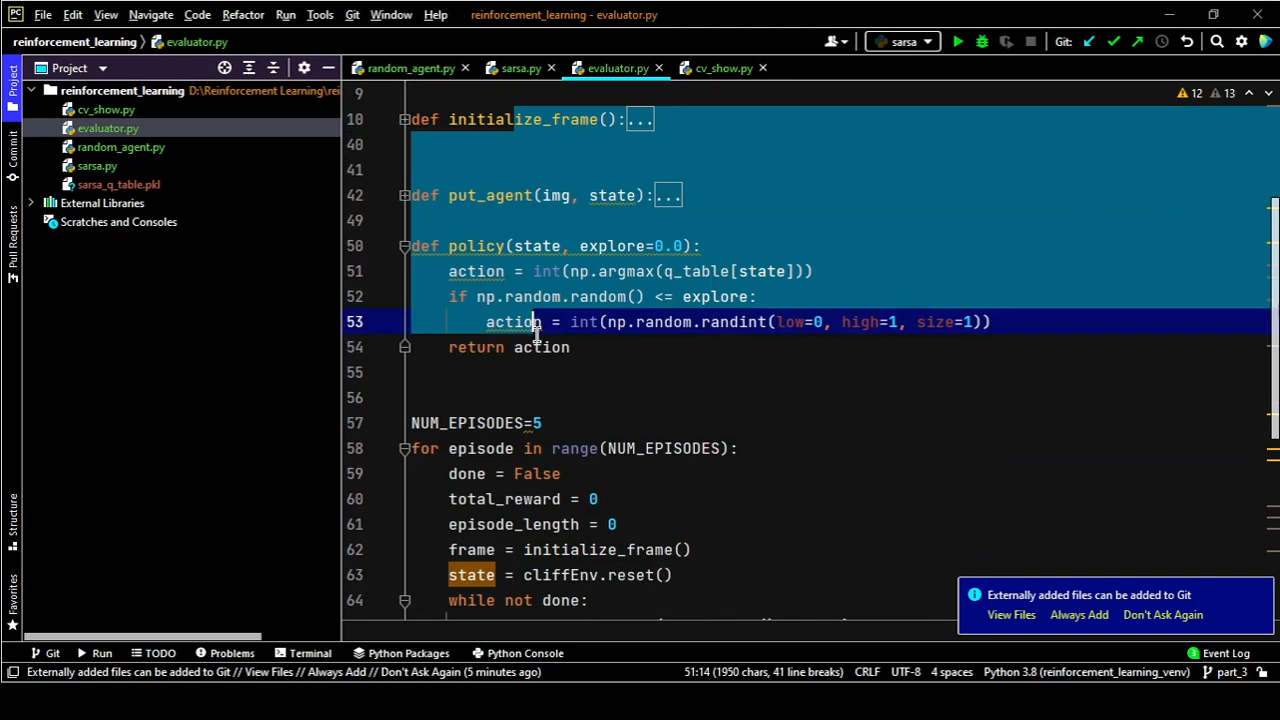 PC File Edit View Navigate Code Refactor Run Tools Git Window Help reinforcement_learning - evaluator.py
reinforcement_learning evaluator.py sarsa Git:
Project random_agent.py sarsa.py evaluator.py cv_show.py
reinforcement_learning D:\Reinforcement Learning\rei
cv_show.py
evaluator.py
random_agent.py
sarsa.py
sarsa_q_table.pkl
External Libraries
Scratches and Consoles
Project
Commit
Pull Requests
Structure
Favorites
12 13
9
10 def initialize_frame():...
40
41
42 def put_agent(img, state):...
49
50 def policy(state, explore=0.0):
51 action = int(np.argmax(q_table[state]))
52 if np.random.random() <= explore:
53 action = int(np.random.randint(low=0, high=1, size=1))
54 return action
55
56
57 NUM_EPISODES=5
58 for episode in range(NUM_EPISODES):
59 done = False
60 total_reward = 0
61 episode_length = 0
62 frame = initialize_frame()
63 state = cliffEnv.reset()
64 while not done:
Externally added files can be added to Git
View Files Always Add Don't Ask Again
Git Run TODO Problems Terminal Python Packages Python Console 3 Event Log
Externally added files can be added to Git // View Files // Always Add // Don't Ask Again (5 minutes ago) 51:14 (1950 chars, 41 line breaks) CRLF UTF-8 4 spaces Python 3.8 (reinforcement_learning_venv) part_3